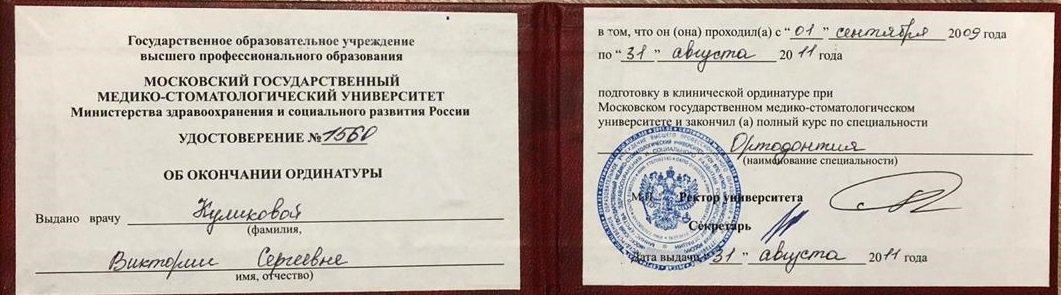 Государственное образовательное учреждение
высшего профессионального образования
МОСКОВСКИЙ ГОСУДАРСТВЕННЫЙ
МЕДИКО-СТОМАТОЛОГИЧЕСКИЙ УНИВЕРСИТЕТ
Министерства здравоохранения и социального развития России
УДОСТОВЕРЕНИЕ №1560
ОБ ОКОНЧАНИИ ОРДИНАТУРЫ
Выдано врачу Куликовой
(фамилия,
Виктории Сергеевне
имя, отчество)
в том, что он (она) проходил(а) с “01” сентября 2009 года
по “31” августа 2011 года
подготовку в клинической ординатуре при
Московском государственном медико-стоматологическом
университете и закончил (а) полный курс по специальности
Ортодонтия
(наименование специальности)
М.П. Ректор университета
Секретарь
Дата выдачи “31” августа 2011 года